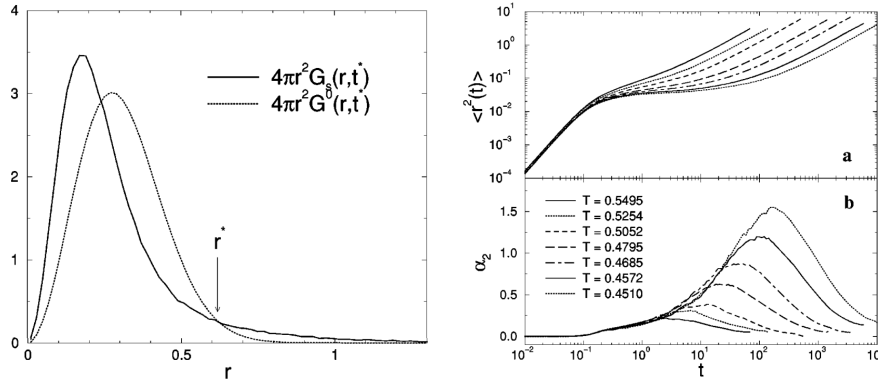 4
3
2
1
0
0
0.5
1
r
4πr²Gₛ(r,t*)
4πr²G⁰(r,t*)
r*
10¹
10⁰
10⁻¹
10⁻²
10⁻³
10⁻⁴
<r²(t)>
a
1.5
1.0
0.5
0.0
α₂
b
T = 0.5495
T = 0.5254
T = 0.5052
T = 0.4795
T = 0.4685
T = 0.4572
T = 0.4510
10⁻²
10⁻¹
10⁰
10¹
10²
10³
10⁴
t